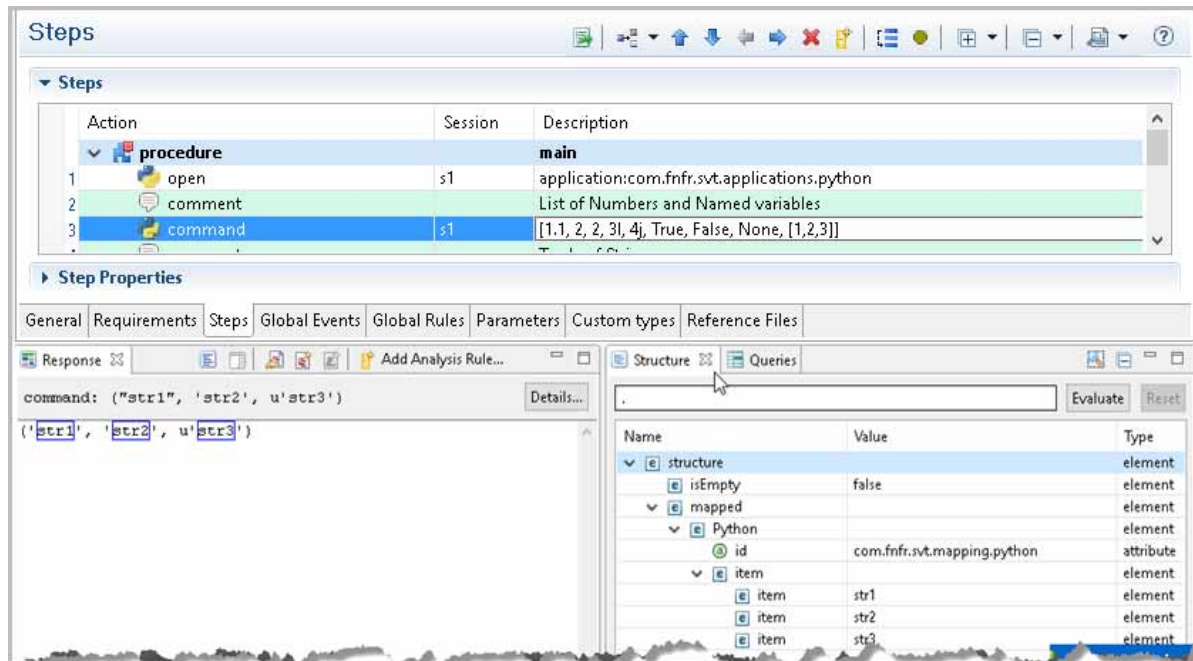 Steps
Steps
Action Session Description
procedure main
1 open s1 application:com.fnfr.svt.applications.python
2 comment List of Numbers and Named variables
3 command s1 [1.1, 2, 2, 3l, 4j, True, False, None, [1,2,3]]
Step Properties
General Requirements Steps Global Events Global Rules Parameters Custom types Reference Files
Response Add Analysis Rule...
command: ("str1", 'str2', u'str3') Details...
('str1', 'str2', u'str3')
Structure Queries
. Evaluate Reset
Name Value Type
structure element
isEmpty false element
mapped element
Python element
id com.fnfr.svt.mapping.python attribute
item element
item str1 element
item str2 element
item str3 element